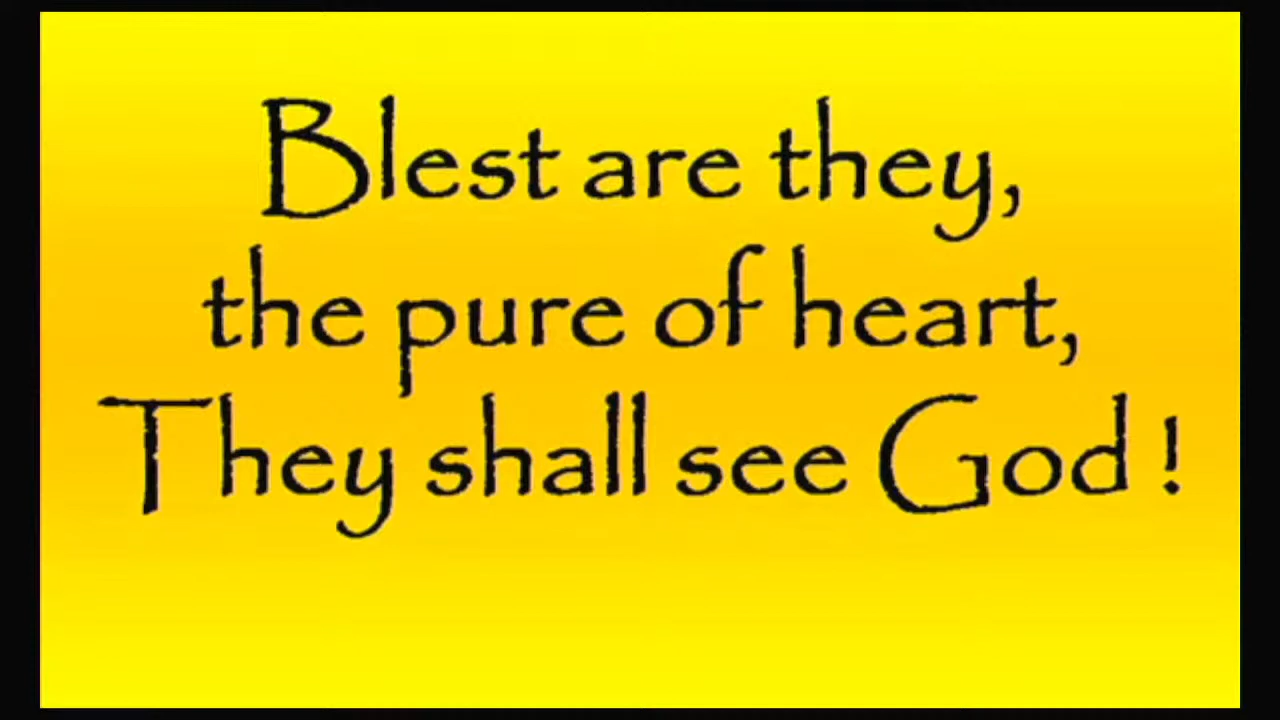 Blest are they,
the pure of heart,
They shall see God !